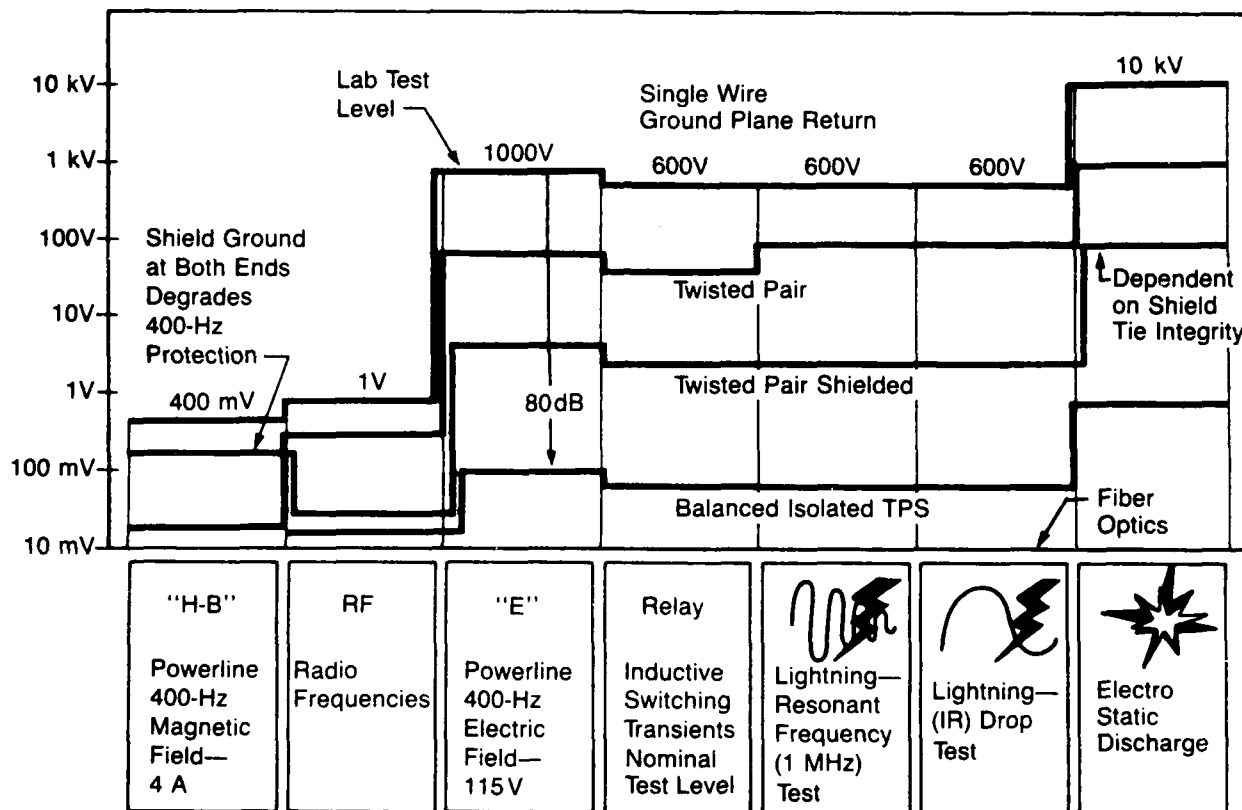 10 kV
1 kV
100V
10V
1V
100 mV
10 mV
Lab Test
Level
Single Wire
Ground Plane Return
10 kV
1000V
600V
600V
600V
Shield Ground
at Both Ends
Degrades
400-Hz
Protection
Twisted Pair
Dependent
on Shield
Tie Integrity
400 mV
1V
80dB
Twisted Pair Shielded
Balanced Isolated TPS
Fiber
Optics
"H-B"
Powerline
400-Hz
Magnetic
Field—
4 A
RF
Radio
Frequencies
"E"
Powerline
400-Hz
Electric
Field—
115V
Relay
Inductive
Switching
Transients
Nominal
Test Level
Lightning—
Resonant
Frequency
(1 MHz)
Test
Lightning—
(IR) Drop
Test
Electro
Static
Discharge